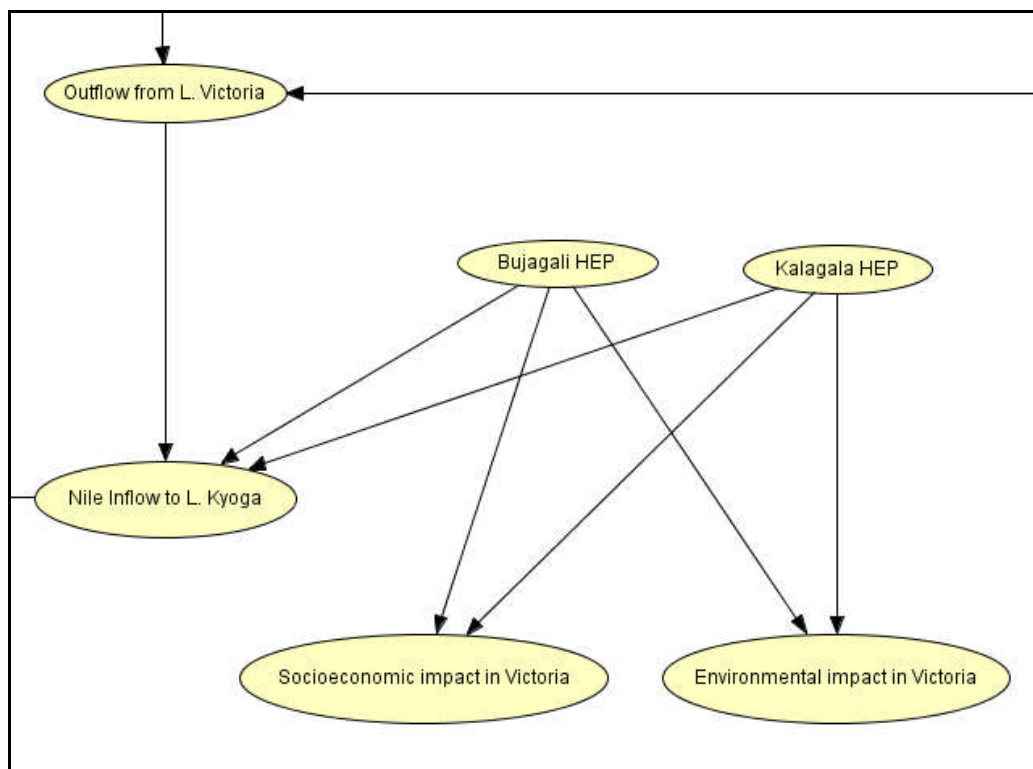 Outflow from L. Victoria
Bujagali HEP
Kalagala HEP
Nile Inflow to L. Kyoga
Socioeconomic impact in Victoria
Environmental impact in Victoria